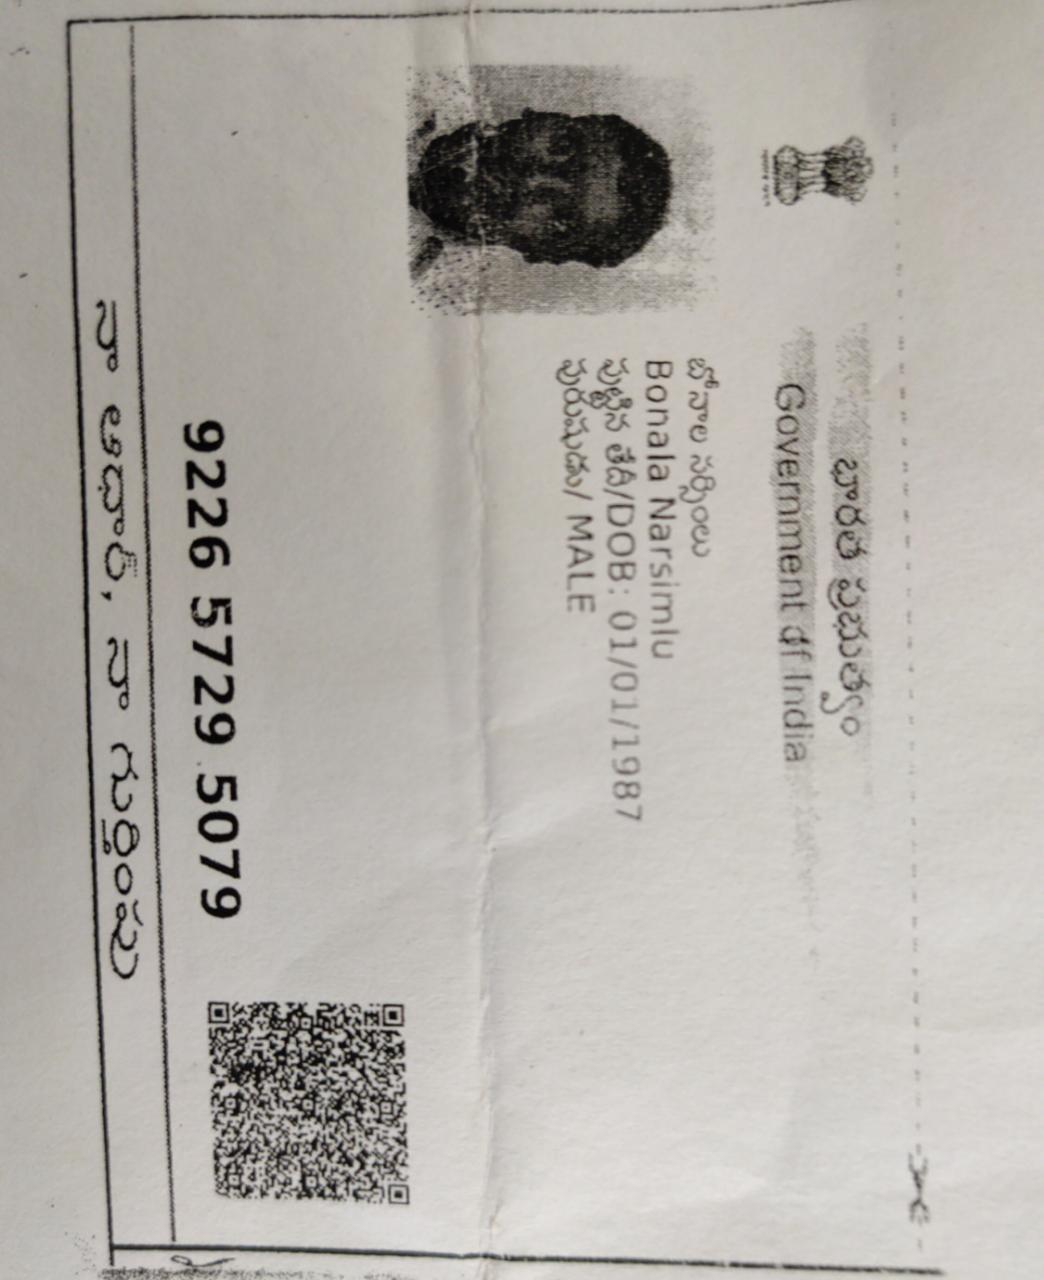 భారత ప్రభుత్వం
Government of India
బోనాల నర్సింలు
Bonala Narsimlu
పుట్టిన తేదీ/DOB: 01/01/1987
పురుషుడు/ MALE
9226 5729 5079
నా ఆధార్, నా గుర్తింపు